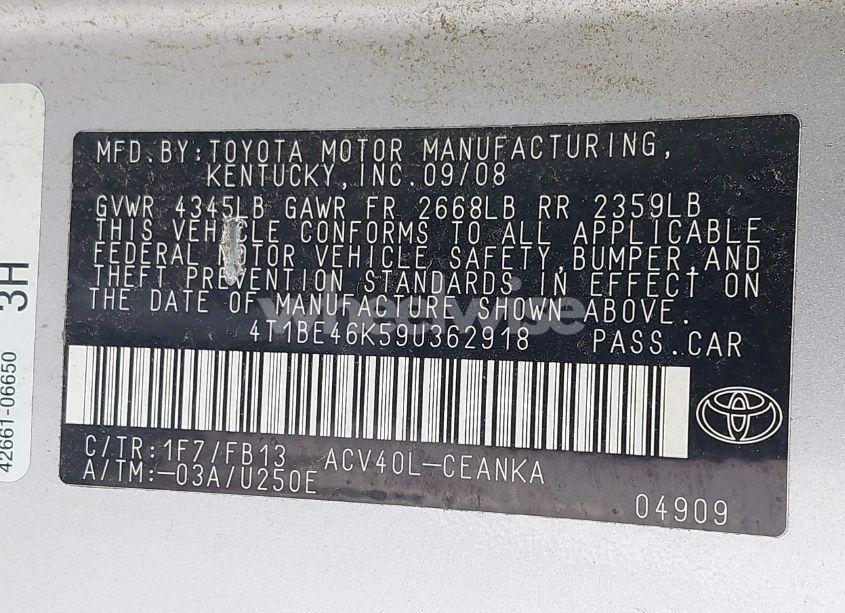 MFD.BY:TOYOTA MOTOR MANUFACTURING,
KENTUCKY,INC.09/08
GVWR 4345LB GAWR FR 2668LB RR 2359LB
THIS VEHICLE CONFORMS TO ALL APPLICABLE
FEDERAL MOTOR VEHICLE SAFETY,BUMPER,AND
THEFT PREVENTION STANDARDS IN EFFECT ON
THE DATE OF MANUFACTURE SHOWN ABOVE.
4T1BE46K59U362918 PASS.CAR
C/TR:1F7/FB13 ACV40L-CEANKA
A/TM:-03A/U250E
04909
42661-06650
3H